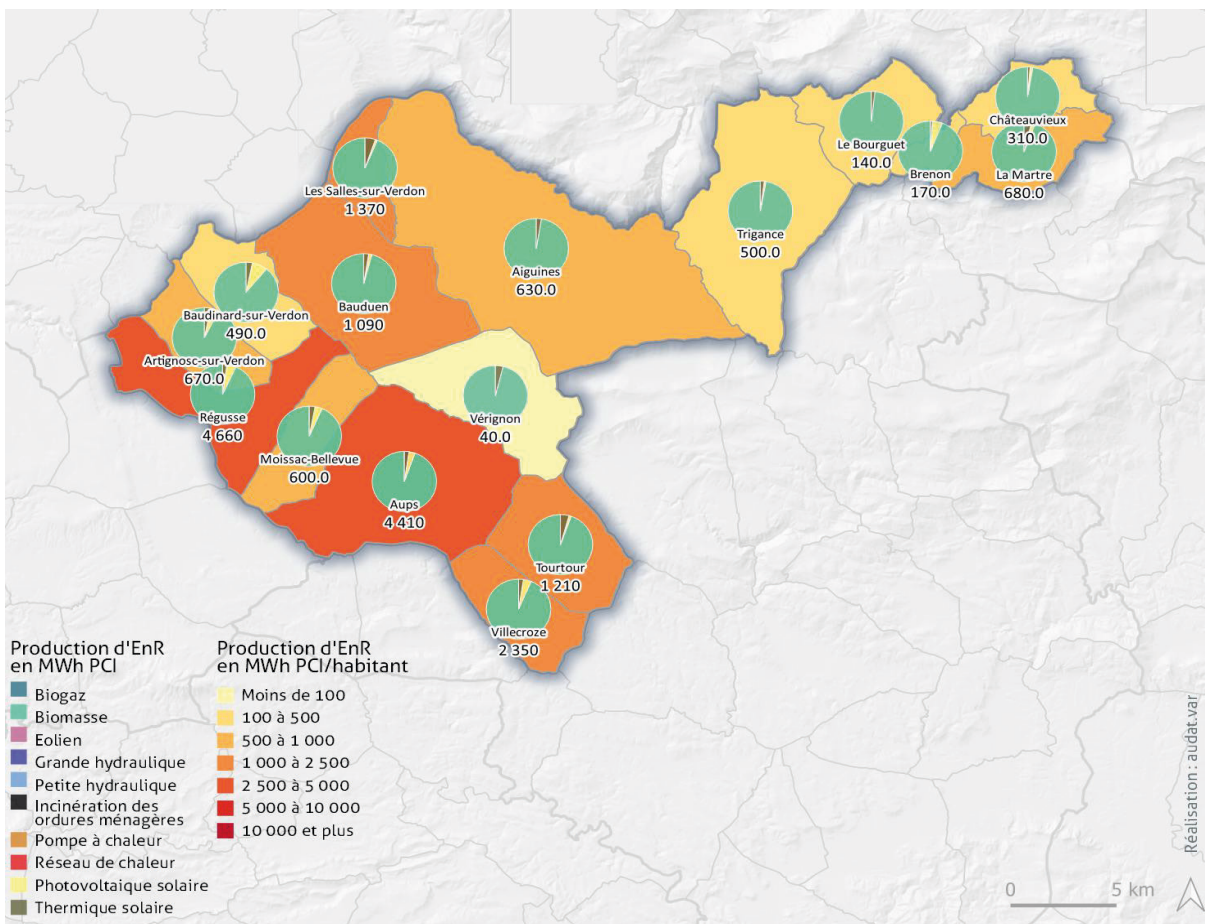 Châteauvieux
310.0
Le Bourguet
140.0
Brenon
170.0
La Martre
680.0
Les Salles-sur-Verdon
1 370
Trigance
500.0
Aiguines
630.0
Bauduen
1 090
Baudinard-sur-Verdon
490.0
Artignosc-sur-Verdon
670.0
Régusse
4 660
Vérignon
40.0
Moissac-Bellevue
600.0
Aups
4 410
Tourtour
1 210
Villecroze
2 350
Production d'EnR
en MWh PCI
Biogaz
Biomasse
Eolien
Grande hydraulique
Petite hydraulique
Incinération des
ordures ménagères
Pompe à chaleur
Réseau de chaleur
Photovoltaique solaire
Thermique solaire
Production d'EnR
en MWh PCI/habitant
Moins de 100
100 à 500
500 à 1 000
1 000 à 2 500
2 500 à 5 000
5 000 à 10 000
10 000 et plus
0 5 km
Réalisation : audat.var